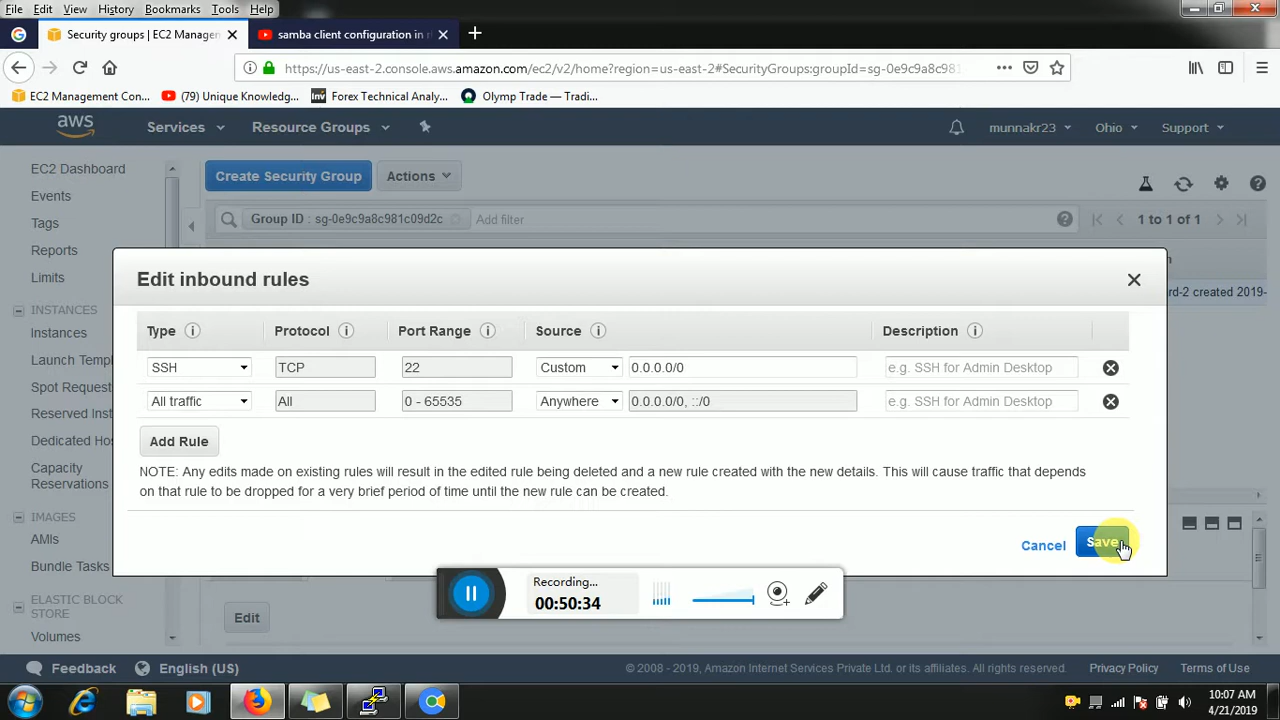 File Edit View History Bookmarks Tools Help
Security groups | EC2 Managem
samba client configuration in r
https://us-east-2.console.aws.amazon.com/ec2/v2/home?region=us-east-2#SecurityGroups:groupId=sg-0e9c9a8c981
EC2 Management Con... (79) Unique Knowledg... Forex Technical Analy... Olymp Trade — Tradi...
aws Services Resource Groups munnakr23 Ohio Support
EC2 Dashboard
Events
Tags
Reports
Limits
INSTANCES
Instances
Launch Templ
Spot Request
Reserved Inst
Dedicated Hos
Capacity
Reservations
IMAGES
AMIs
Bundle Tasks
ELASTIC BLOCK
STORE
Volumes
Create Security Group Actions
Group ID : sg-0e9c9a8c981c09d2c Add filter 1 to 1 of 1
rd-2 created 2019-
Edit inbound rules
Type Protocol Port Range Source Description
SSH TCP 22 Custom 0.0.0.0/0 e.g. SSH for Admin Desktop
All traffic All 0 - 65535 Anywhere 0.0.0.0/0, ::/0 e.g. SSH for Admin Desktop
Add Rule
NOTE: Any edits made on existing rules will result in the edited rule being deleted and a new rule created with the new details. This will cause traffic that depends
on that rule to be dropped for a very brief period of time until the new rule can be created.
Cancel Save
Recording...
00:50:34
Edit
Feedback English (US) © 2008 - 2019, Amazon Internet Services Private Ltd. or its affiliates. All rights reserved. Privacy Policy Terms of Use
10:07 AM
4/21/2019